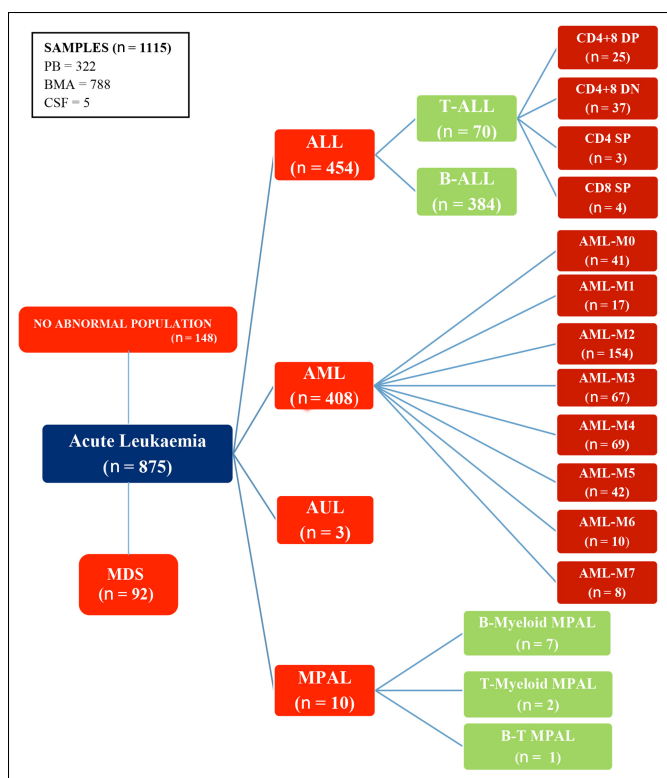 SAMPLES (n = 1115)
PB = 322
BMA = 788
CSF = 5
CD4+8 DP
(n = 25)
CD4+8 DN
(n = 37)
CD4 SP
(n = 3)
CD8 SP
(n = 4)
T-ALL
(n = 70)
B-ALL
(n = 384)
ALL
(n = 454)
AML-M0
(n = 41)
AML-M1
(n = 17)
AML-M2
(n = 154)
AML-M3
(n = 67)
AML-M4
(n = 69)
AML-M5
(n = 42)
AML-M6
(n = 10)
AML-M7
(n = 8)
NO ABNORMAL POPULATION
(n = 148)
AML
(n = 408)
Acute Leukaemia
(n = 875)
AUL
(n = 3)
MDS
(n = 92)
MPAL
(n = 10)
B-Myeloid MPAL
(n = 7)
T-Myeloid MPAL
(n = 2)
B-T MPAL
(n = 1)